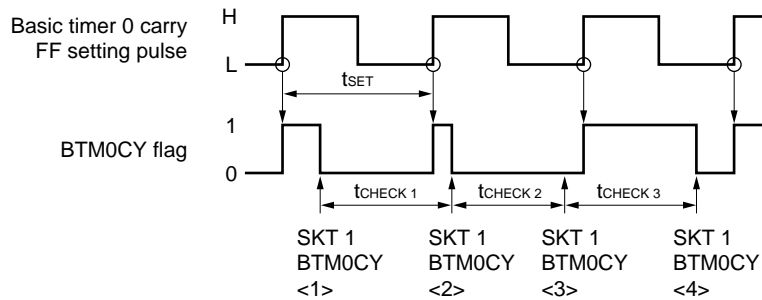 Basic timer 0 carry
FF setting pulse
H
L
tSET
BTM0CY flag
1
0
tCHECK 1 tCHECK 2 tCHECK 3
SKT 1 SKT 1 SKT 1 SKT 1
BTM0CY BTM0CY BTM0CY BTM0CY
<1> <2> <3> <4>